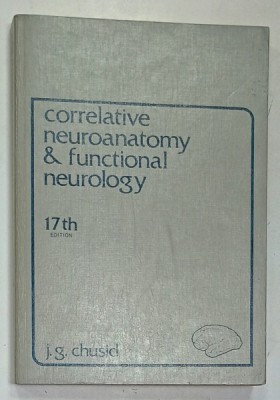 correlative
neuroanatomy
& functional
neurology
17th
EDITION
j. g. chusid